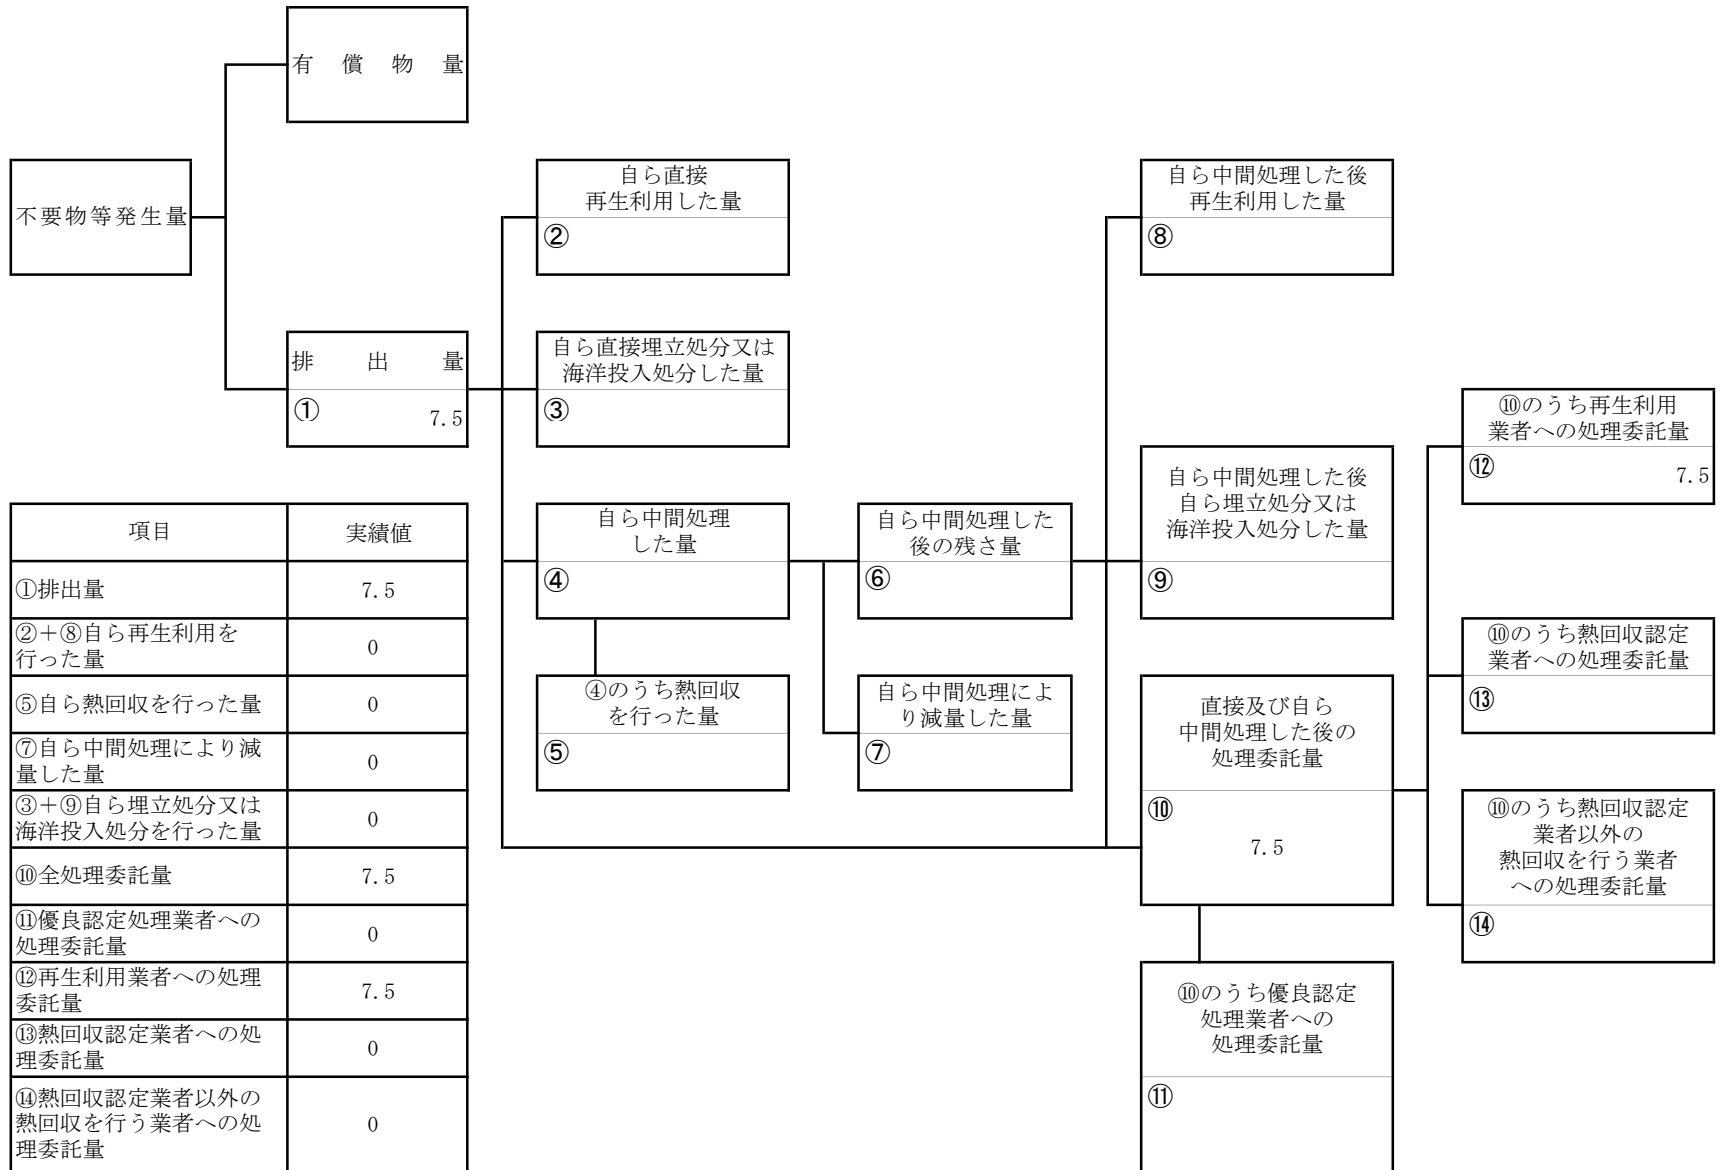 有償物量
不要物等発生量
排出量
①
7.5
自ら直接
再生利用した量
②
自ら直接埋立処分又は
海洋投入処分した量
③
自ら中間処理
した量
④
④のうち熱回収
を行った量
⑤
自ら中間処理した
後の残さ量
⑥
自ら中間処理によ
り減量した量
⑦
自ら中間処理した後
再生利用した量
⑧
自ら中間処理した後
自ら埋立処分又は
海洋投入処分した量
⑨
直接及び自ら
中間処理した後の
処理委託量
⑩
7.5
⑩のうち優良認定
処理業者への
処理委託量
⑪
⑩のうち再生利用
業者への処理委託量
⑫
7.5
⑩のうち熱回収認定
業者への処理委託量
⑬
⑩のうち熱回収認定
業者以外の
熱回収を行う業者
への処理委託量
⑭
項目 実績値
①排出量 7.5
②＋⑧自ら再生利用を
行った量
0
⑤自ら熱回収を行った量 0
⑦自ら中間処理により減
量した量
0
③＋⑨自ら埋立処分又は
海洋投入処分を行った量
0
⑩全処理委託量 7.5
⑪優良認定処理業者への
処理委託量
0
⑫再生利用業者への処理
委託量
7.5
⑬熱回収認定業者への処
理委託量
0
⑭熱回収認定業者以外の
熱回収を行う業者への処
理委託量
0